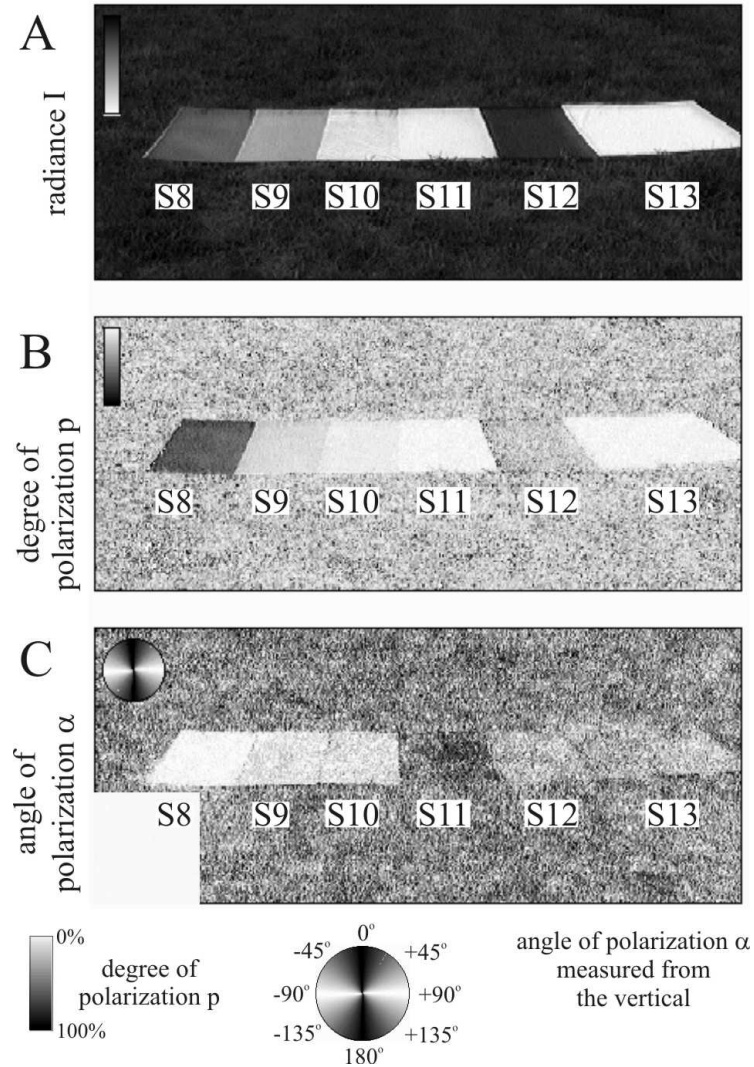 A
radiance I
S8 S9 S10 S11 S12 S13
B
degree of
polarization p
S8 S9 S10 S11 S12 S13
C
angle of
polarization α
S8 S9 S10 S11 S12 S13
0%
100%
degree of
polarization p
0°
-45° +45°
-90° +90°
-135° +135°
180°
angle of polarization α
measured from
the vertical